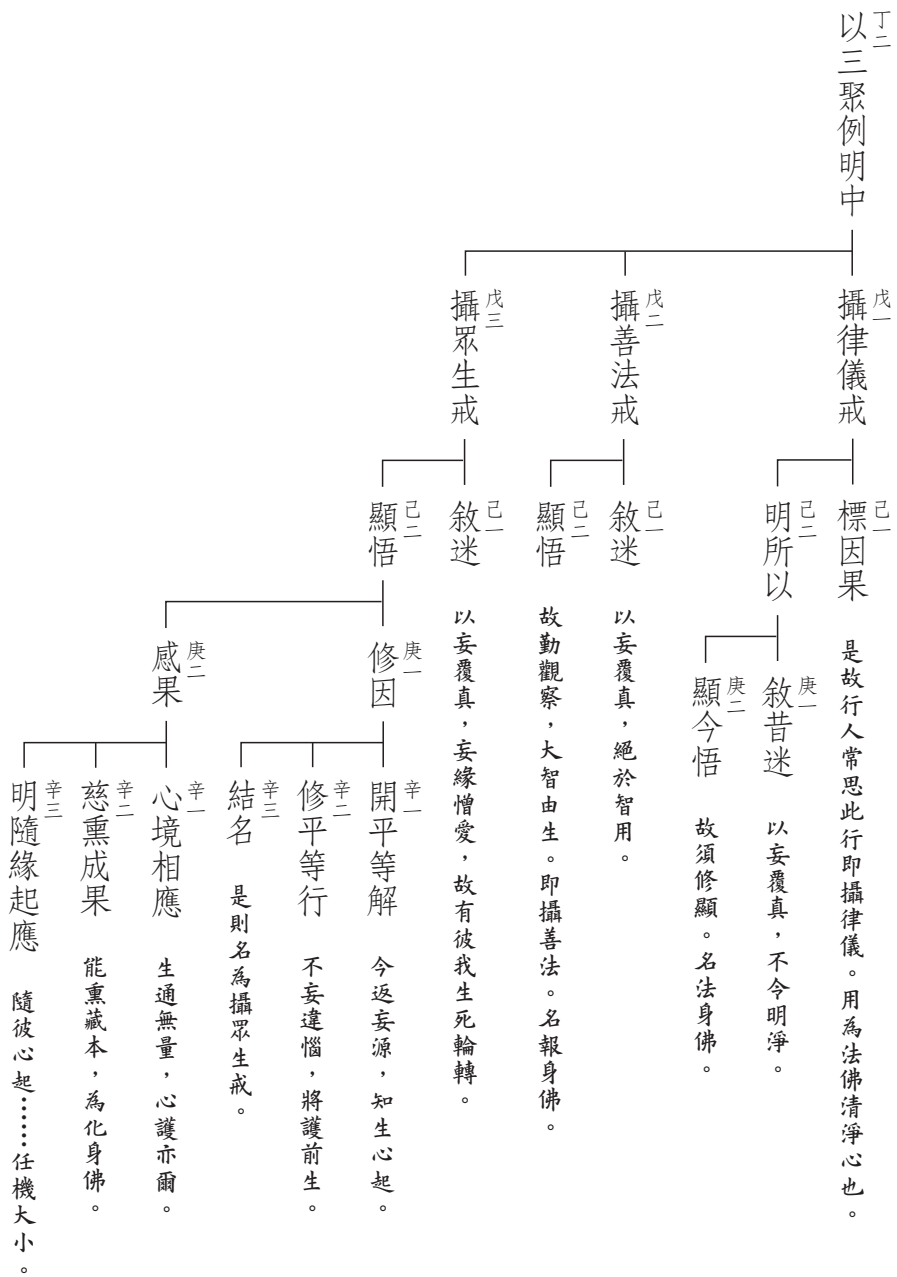 丁二 以三聚例明中
戊一 攝律儀戒
己一 標因果 是故行人常思此行即攝律儀。用為法佛清淨心也。
己二 明所以
庚一 敘昔迷 以妄覆真，不令明淨。
庚二 顯今悟 故須修顯。名法身佛。
戊二 攝善法戒
己一 敘迷 以妄覆真，絕於智用。
己二 顯悟 故勤觀察，大智由生。即攝善法。名報身佛。
戊三 攝眾生戒
己一 敘迷 以妄覆真，妄緣憎愛，故有彼我生死輪轉。
己二 顯悟
庚一 修因
辛一 開平等解 今返妄源，知生心起。
辛二 修平等行 不妄違惱，將護前生。
辛三 結名 是則名為攝眾生戒。
庚二 感果
辛一 心境相應 生通無量，心護亦爾。
辛二 慈熏成果 能熏藏本，為化身佛。
辛三 明隨緣起應 隨彼心起……任機大小。